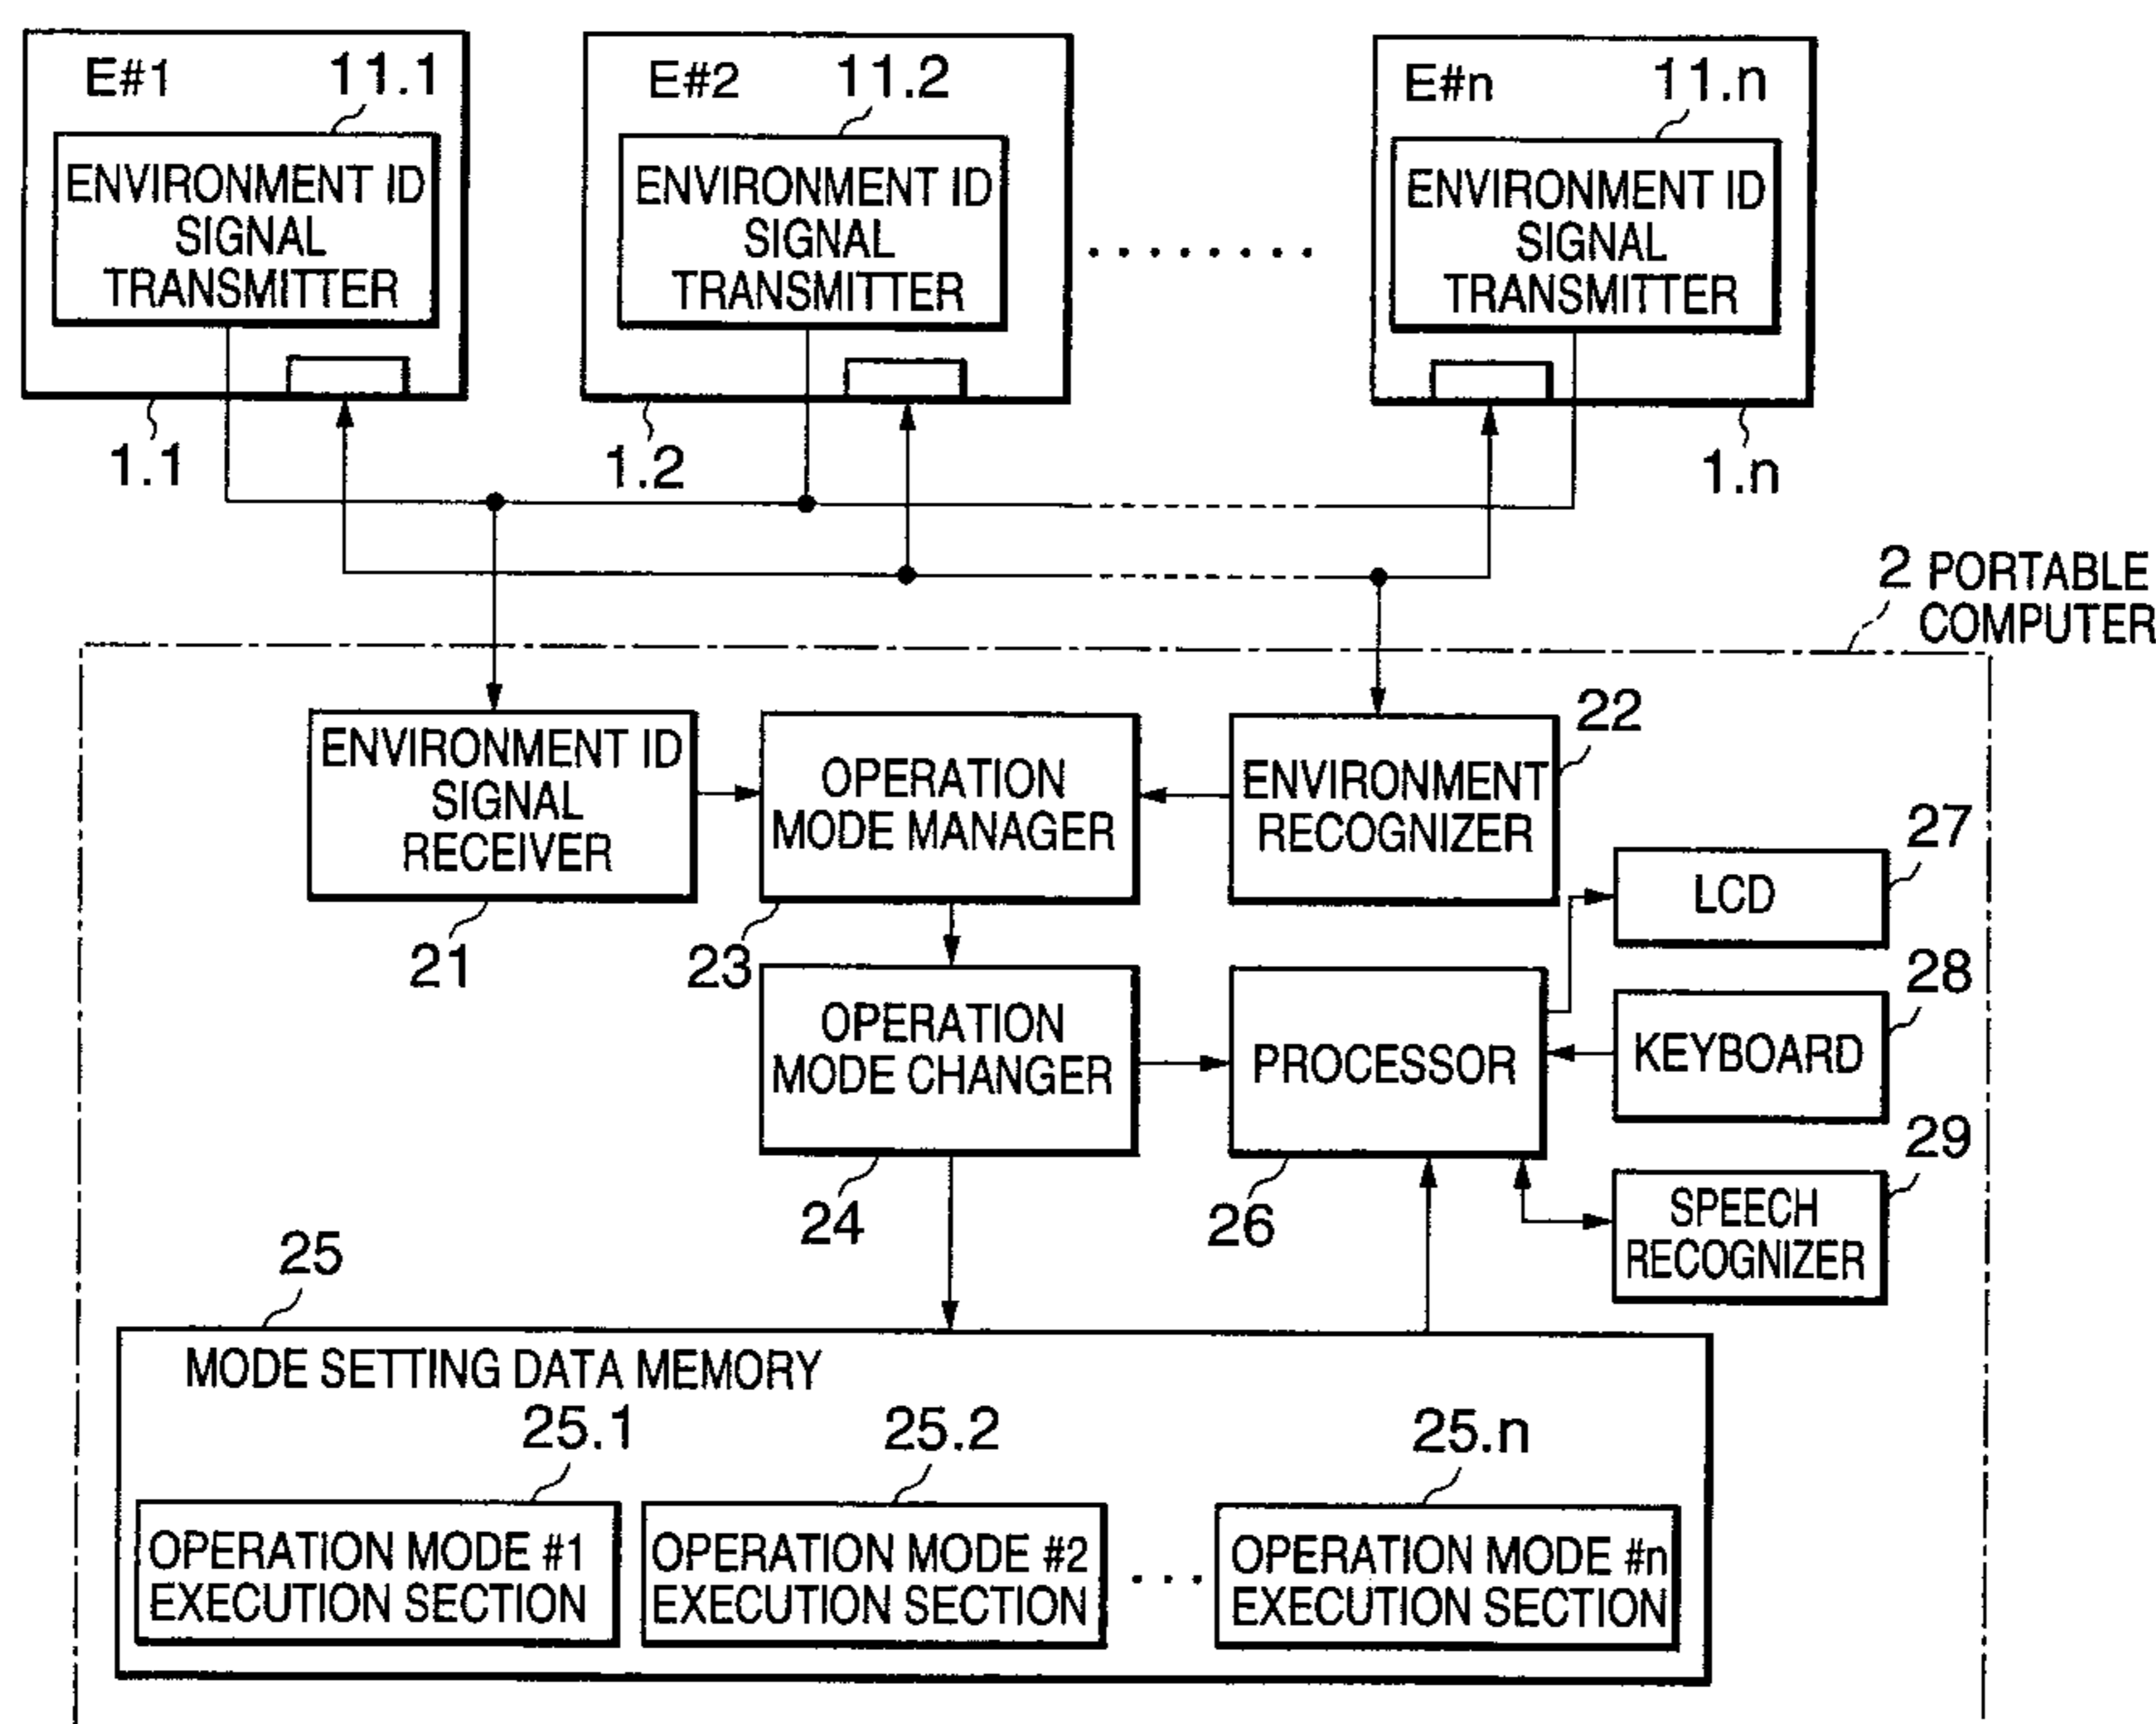 E#1
11.1
ENVIRONMENT ID
SIGNAL
TRANSMITTER
1.1
E#2
11.2
ENVIRONMENT ID
SIGNAL
TRANSMITTER
1.2
E#n
11.n
ENVIRONMENT ID
SIGNAL
TRANSMITTER
1.n
2 PORTABLE
COMPUTER
ENVIRONMENT ID
SIGNAL
RECEIVER
21
OPERATION
MODE MANAGER
23
ENVIRONMENT
RECOGNIZER
22
LCD
27
OPERATION
MODE CHANGER
24
PROCESSOR
26
KEYBOARD
28
SPEECH
RECOGNIZER
29
25
MODE SETTING DATA MEMORY
25.1
OPERATION MODE #1
EXECUTION SECTION
25.2
OPERATION MODE #2
EXECUTION SECTION
25.n
OPERATION MODE #n
EXECUTION SECTION